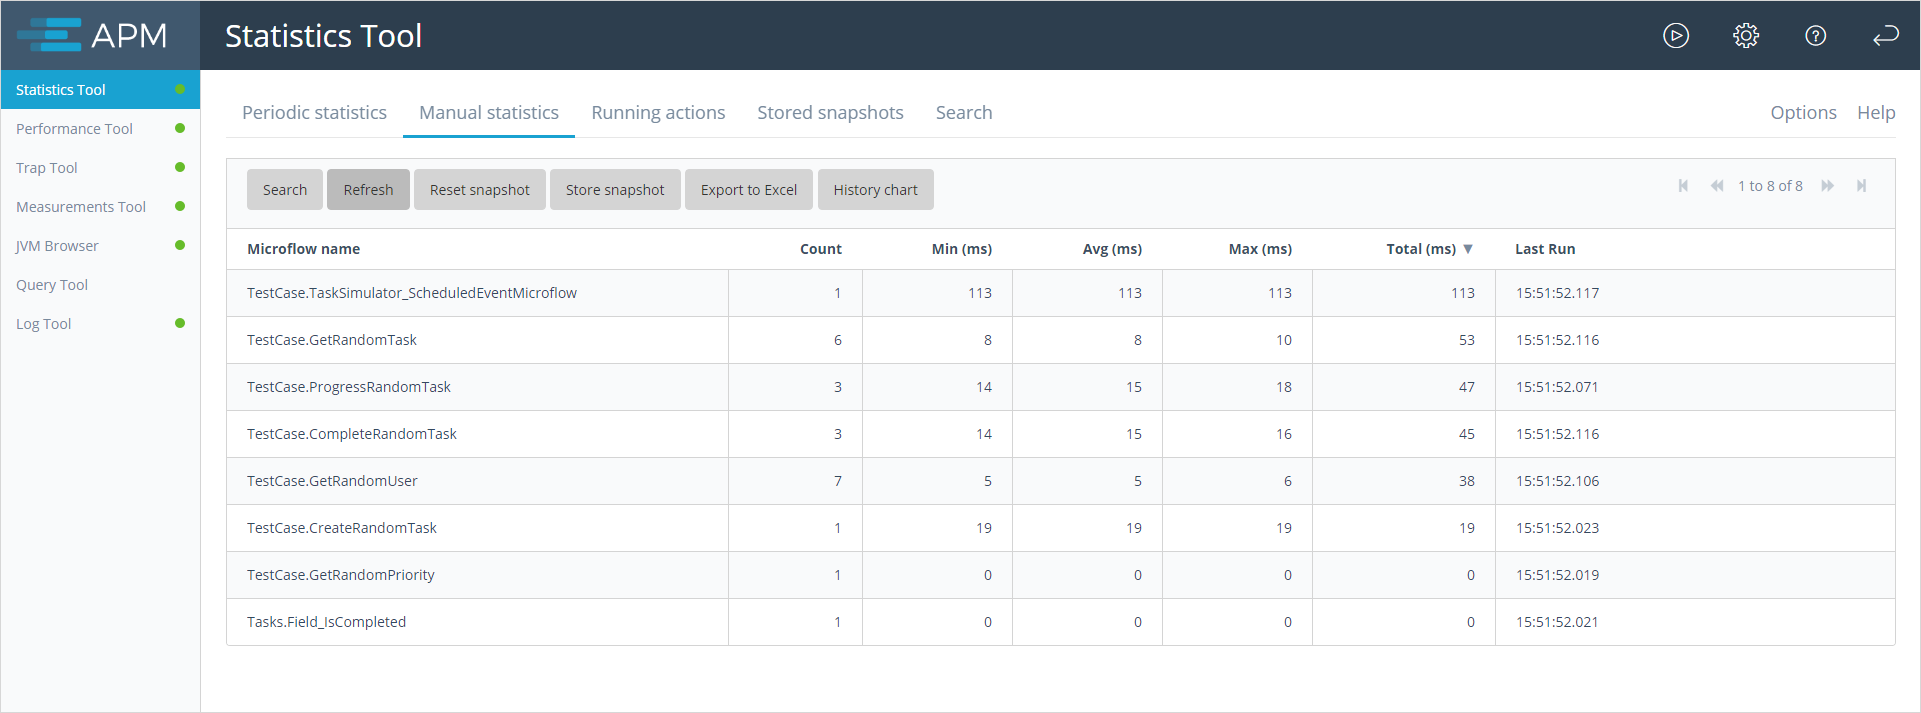 APM
Statistics Tool
Statistics Tool
Performance Tool
Trap Tool
Measurements Tool
JVM Browser
Query Tool
Log Tool
Periodic statistics Manual statistics Running actions Stored snapshots Search Options Help
Search Refresh Reset snapshot Store snapshot Export to Excel History chart 1 to 8 of 8
Microflow name Count Min (ms) Avg (ms) Max (ms) Total (ms) ▼ Last Run
TestCase.TaskSimulator_ScheduledEventMicroflow 1 113 113 113 113 15:51:52.117
TestCase.GetRandomTask 6 8 8 10 53 15:51:52.116
TestCase.ProgressRandomTask 3 14 15 18 47 15:51:52.071
TestCase.CompleteRandomTask 3 14 15 16 45 15:51:52.116
TestCase.GetRandomUser 7 5 5 6 38 15:51:52.106
TestCase.CreateRandomTask 1 19 19 19 19 15:51:52.023
TestCase.GetRandomPriority 1 0 0 0 0 15:51:52.019
Tasks.Field_IsCompleted 1 0 0 0 0 15:51:52.021